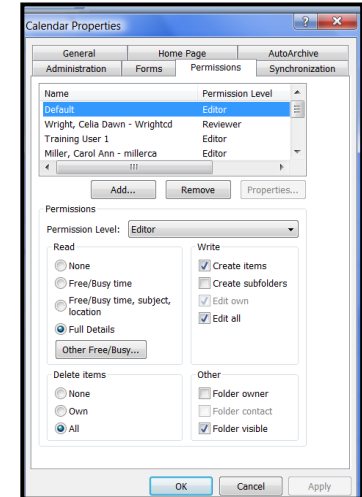 Calendar Properties
General Home Page AutoArchive
Administration Forms Permissions Synchronization
Name Permission Level
Default Editor
Wright, Celia Dawn - Wrightcd Reviewer
Training User 1 Editor
Miller, Carol Ann - millerca Editor
Add... Remove Properties...
Permissions
Permission Level: Editor
Read Write
None Create items
Free/Busy time Create subfolders
Free/Busy time, subject, location Edit own
Full Details Edit all
Other Free/Busy...
Delete items Other
None Folder owner
Own Folder contact
All Folder visible
OK Cancel Apply